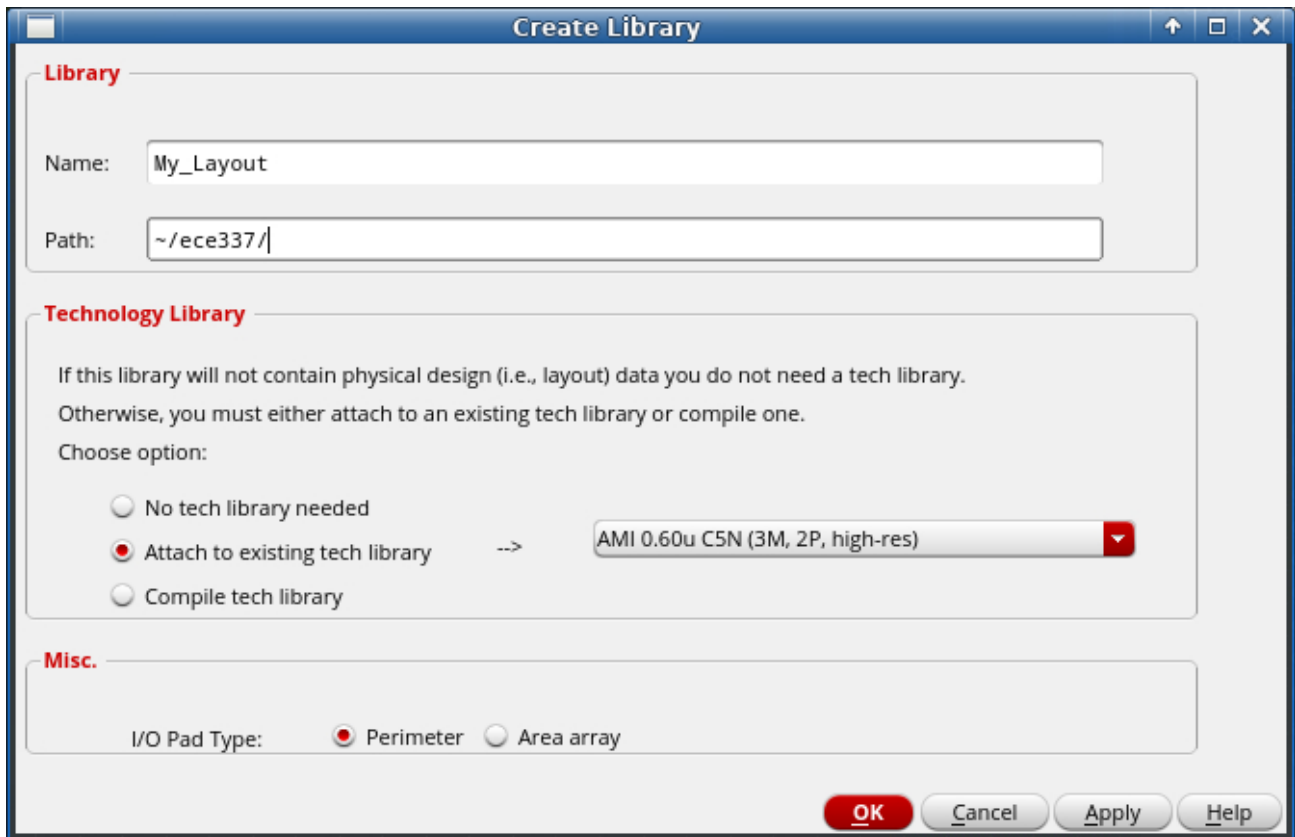 Create Library
Library
Name: My_Layout
Path: ~/ece337/
Technology Library
If this library will not contain physical design (i.e., layout) data you do not need a tech library.
Otherwise, you must either attach to an existing tech library or compile one.
Choose option:
No tech library needed
Attach to existing tech library --> AMI 0.60u C5N (3M, 2P, high-res)
Compile tech library
Misc.
I/O Pad Type: Perimeter Area array
OK Cancel Apply Help